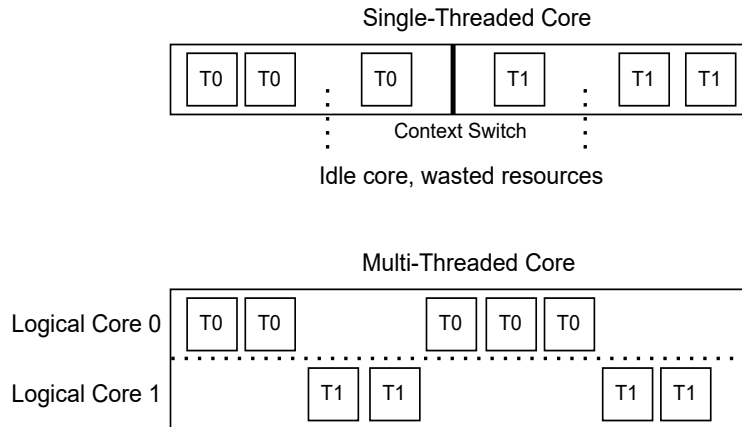 Single-Threaded Core
T0 T0 T0 T1 T1 T1
Context Switch
Idle core, wasted resources
Multi-Threaded Core
Logical Core 0 T0 T0 T0 T0 T0
Logical Core 1 T1 T1 T1 T1